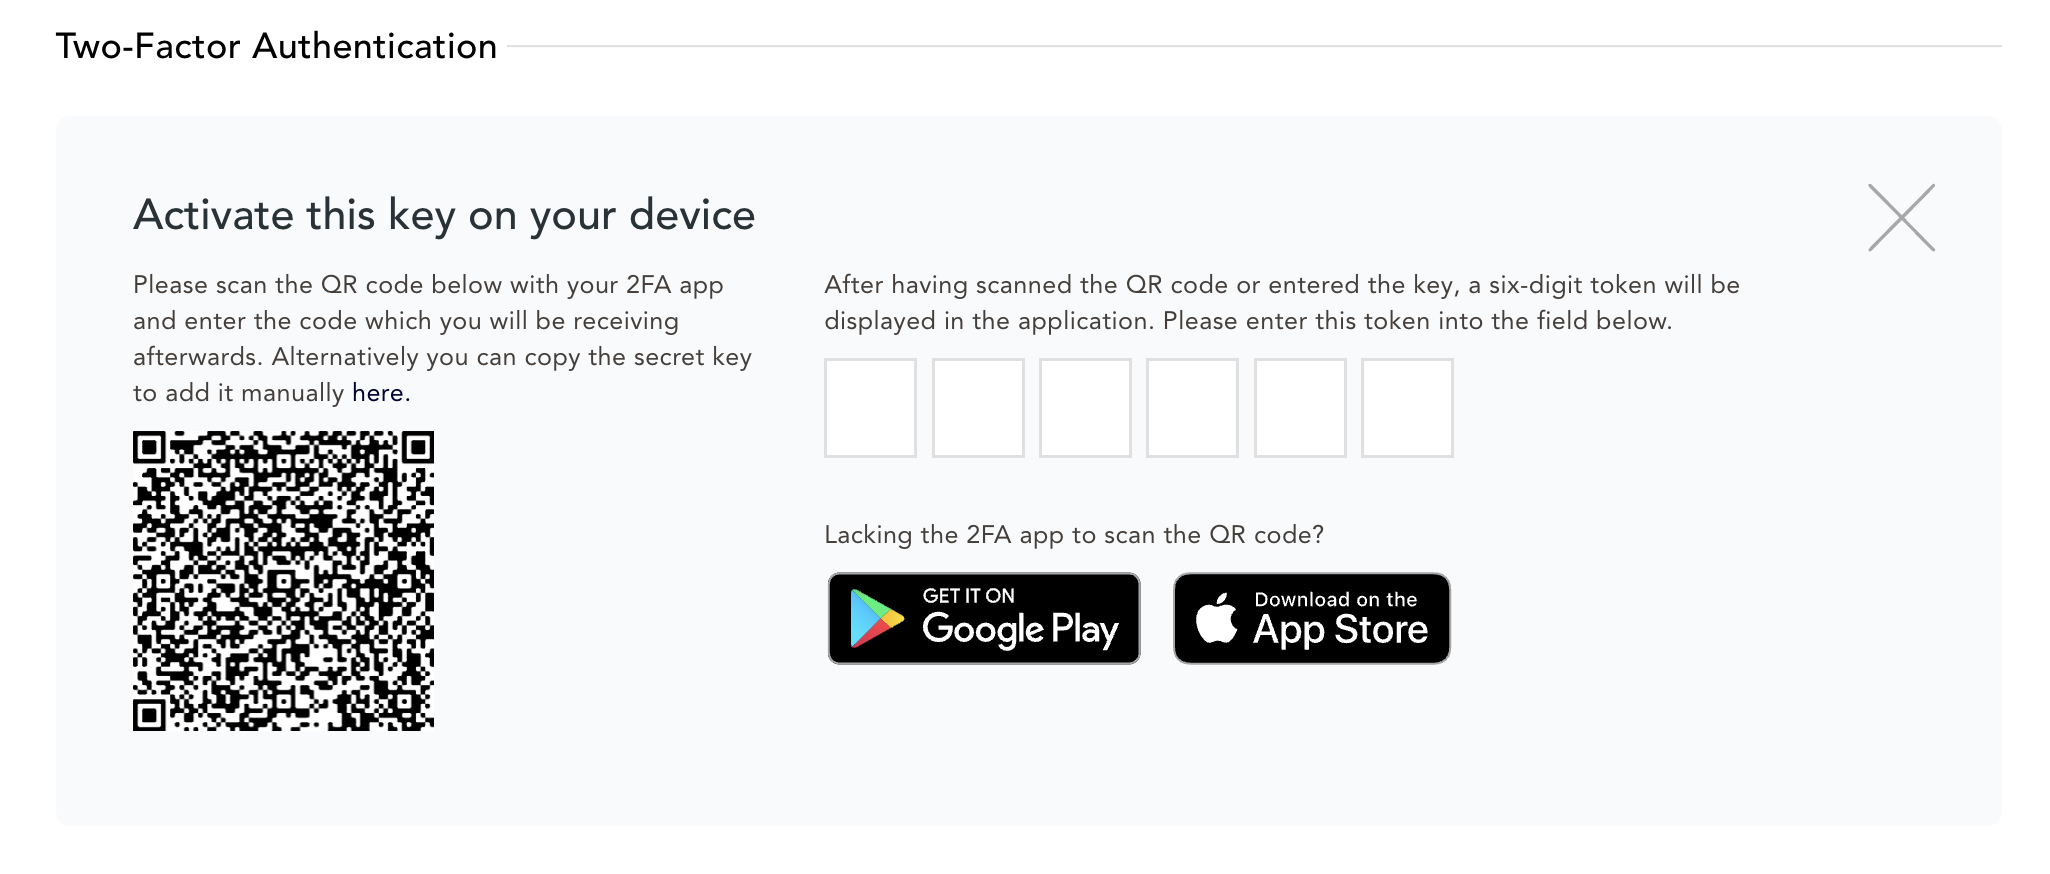 Two-Factor Authentication
Activate this key on your device
Please scan the QR code below with your 2FA app
and enter the code which you will be receiving
afterwards. Alternatively you can copy the secret key
to add it manually here.
After having scanned the QR code or entered the key, a six-digit token will be
displayed in the application. Please enter this token into the field below.
Lacking the 2FA app to scan the QR code?
GET IT ON
Google Play
Download on the
App Store